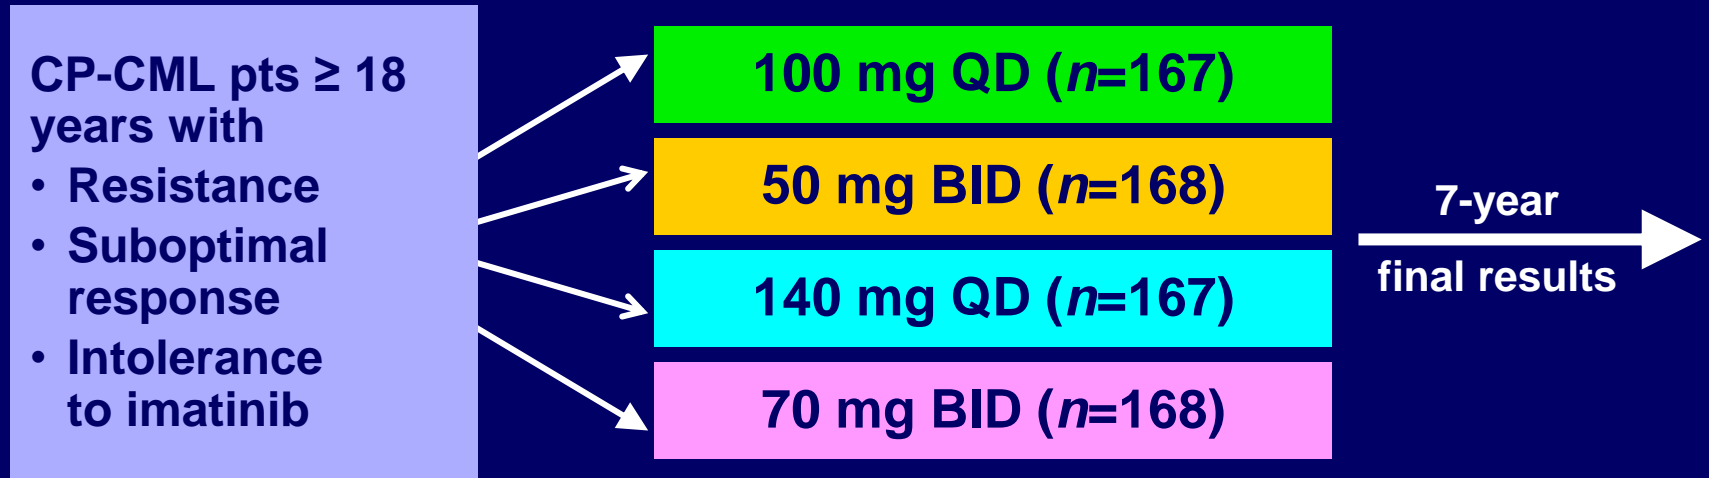 CP-CML pts ≥ 18
years with
• Resistance
• Suboptimal
response
• Intolerance
to imatinib
100 mg QD (n=167)
50 mg BID (n=168)
140 mg QD (n=167)
70 mg BID (n=168)
7-year
final results